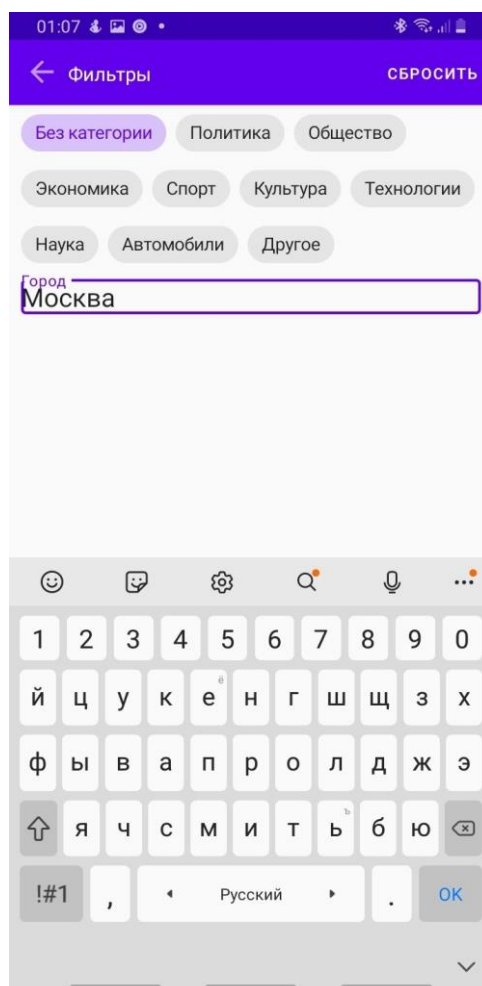 01:07
Фильтры
СБРОСИТЬ
Без категории Политика Общество
Экономика Спорт Культура Технологии
Наука Автомобили Другое
Город
Москва
1 2 3 4 5 6 7 8 9 0
й ц у к е ё н г ш щ з х
ф ы в а п р о л д ж э
я ч с м и т ь ъ б ю
!#1 , Русский . OK